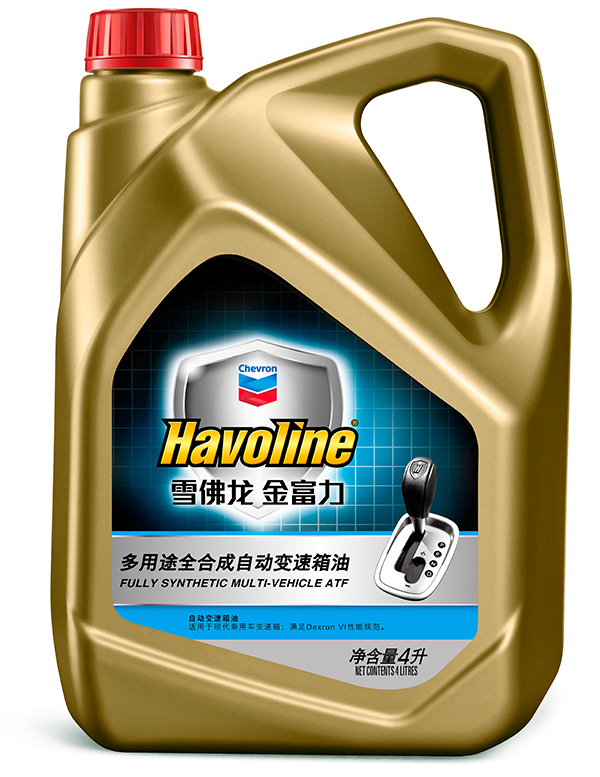 Chevron
Havoline®
雪佛龙 金富力
多用途全合成自动变速箱油
FULLY SYNTHETIC MULTI-VEHICLE ATF
自动变速箱油
适用于现代乘用车变速箱；满足Dexron VI性能规范。
净含量4升
NET CONTENTS 4 LITRES